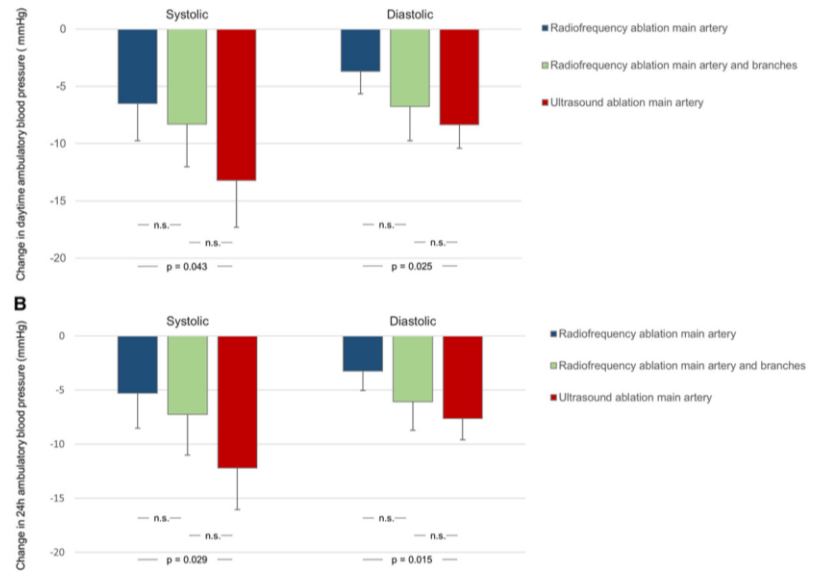 Change in daytime ambulatory blood pressure ( mmHg)
Systolic
Diastolic
0
-5
-10
-15
-20
n.s.
n.s.
n.s.
n.s.
p = 0.043
p = 0.025
Radiofrequency ablation main artery
Radiofrequency ablation main artery and branches
Ultrasound ablation main artery
B
Change in 24h ambulatory blood pressure (mmHg)
Systolic
Diastolic
0
-5
-10
-15
-20
n.s.
n.s.
n.s.
n.s.
p = 0.029
p = 0.015
Radiofrequency ablation main artery
Radiofrequency ablation main artery and branches
Ultrasound ablation main artery